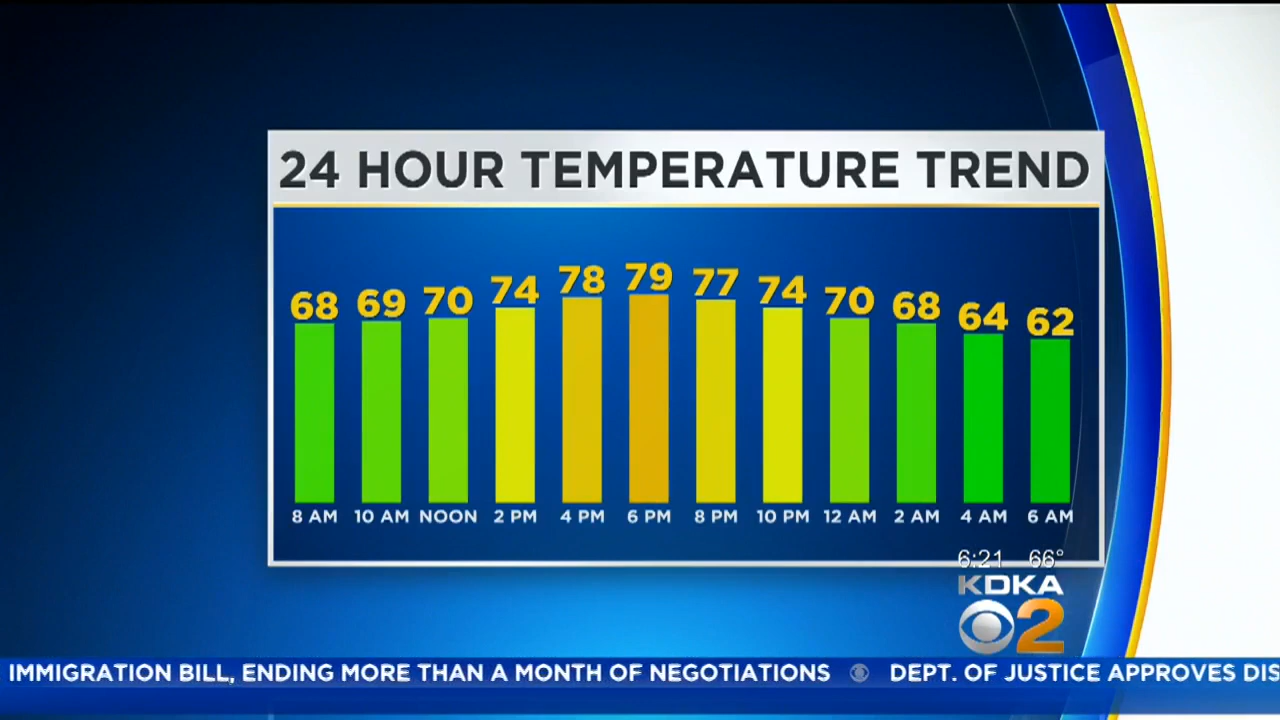 24 HOUR TEMPERATURE TREND
68 69 70 74 78 79 77 74 70 68 64 62
8 AM 10 AM NOON 2 PM 4 PM 6 PM 8 PM 10 PM 12 AM 2 AM 4 AM 6 AM
6:21 66°
KDKA
2
IMMIGRATION BILL, ENDING MORE THAN A MONTH OF NEGOTIATIONS DEPT. OF JUSTICE APPROVES DIS